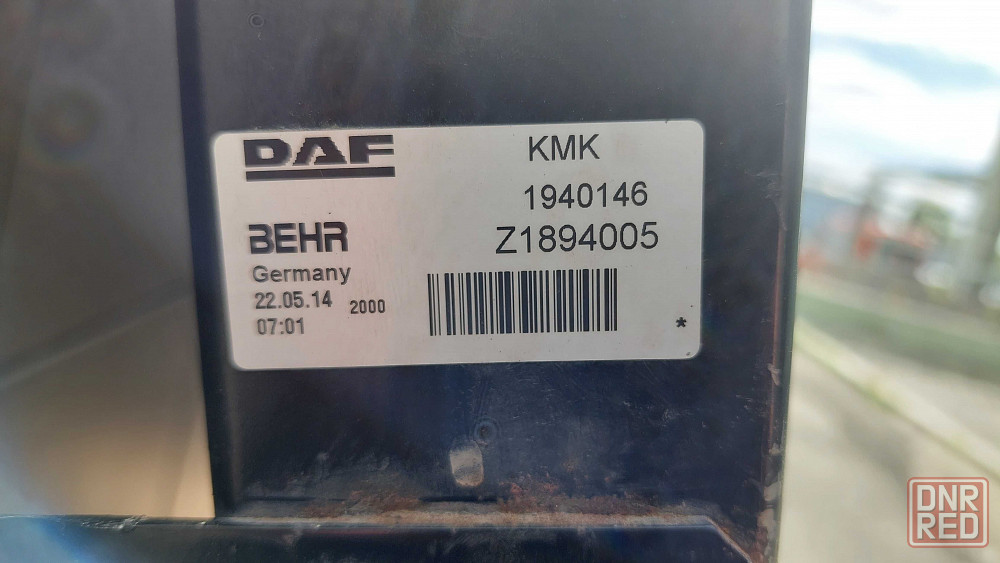 DAF
KMK
1940146
BEHR
Z1894005
Germany
22.05.14
2000
07:01
*
DNR
RED